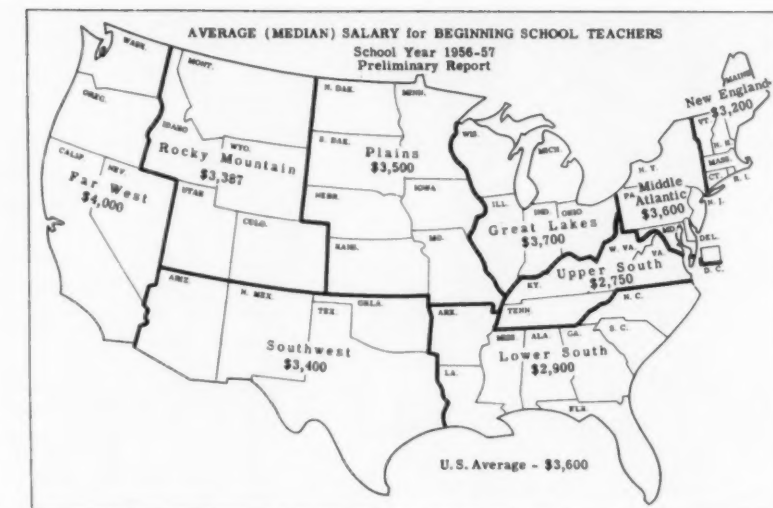 AVERAGE (MEDIAN) SALARY for BEGINNING SCHOOL TEACHERS
School Year 1956-57
Preliminary Report
WASH.
MONT.
N. DAK.
MINN.
MAINE
New England
$3,200
VT.
N. H.
OREG.
IDAHO
WYO.
S. DAK.
WIS.
MICH.
N. Y.
MASS.
CT.
R. I.
Rocky Mountain
$3,387
Plains
$3,500
CALIF
NEV.
Far West
$4,000
UTAH
COLO.
NEBR.
IOWA
ILL.
IND
OHIO
Great Lakes
$3,700
PA.
Middle
Atlantic
$3,600
N. J.
MD.
DEL.
D. C.
KANS.
MO.
W. VA.
VA.
KY.
Upper South
$2,750
TENN
N. C.
ARIZ.
N. MEX.
TEX.
OKLA.
ARK.
Southwest
$3,400
LA.
MISS
ALA
GA.
S. C.
Lower South
$2,900
FLA.
U.S. Average - $3,600